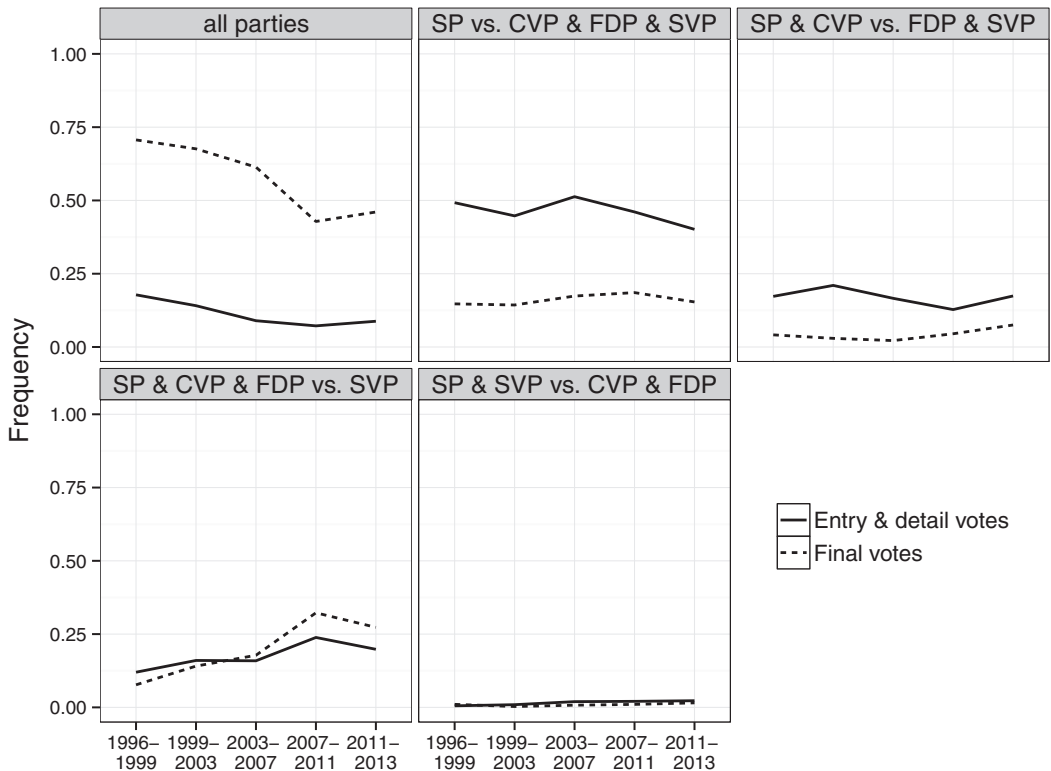 all parties
SP vs. CVP & FDP & SVP
SP & CVP vs. FDP & SVP
1.00
0.75
0.50
0.25
0.00
Frequency
SP & CVP & FDP vs. SVP
SP & SVP vs. CVP & FDP
1.00
0.75
0.50
0.25
0.00
Entry & detail votes
Final votes
1996– 1999– 2003– 2007– 2011–
1999 2003 2007 2011 2013
1996– 1999– 2003– 2007– 2011–
1999 2003 2007 2011 2013